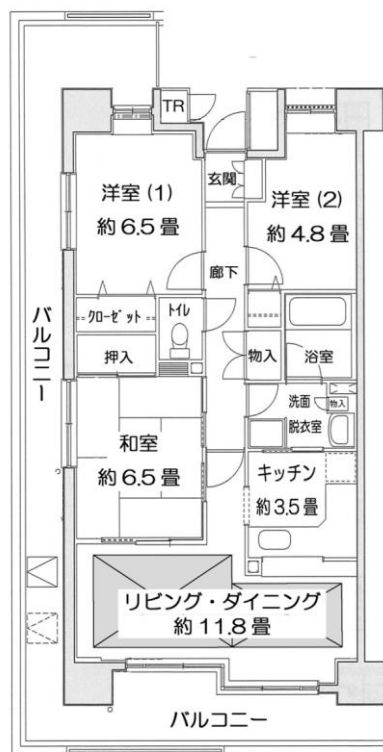 TR
玄関
洋室 (1)
約 6.5 畳
洋室 (2)
約 4.8 畳
廊下
バルコニー
クローゼット
トイレ
押入
物入
浴室
洗面
脱衣室
物入
和室
約 6.5 畳
キッチン
約 3.5 畳
リビング・ダイニング
約 11.8 畳
バルコニー